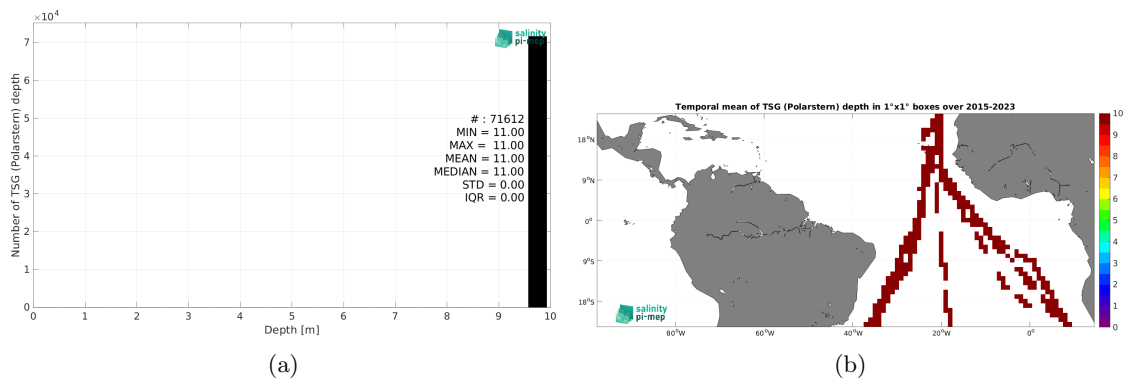 ×10⁴
7
6
5
4
3
2
1
0
Number of TSG (Polarstern) depth
salinity
pi-mep
# : 71612
MIN = 11.00
MAX = 11.00
MEAN = 11.00
MEDIAN = 11.00
STD = 0.00
IQR = 0.00
0 1 2 3 4 5 6 7 8 9 10
Depth [m]
(a)
Temporal mean of TSG (Polarstern) depth in 1°x1° boxes over 2015-2023
18°N
9°N
0°
9°S
18°S
80°W 60°W 40°W 20°W 0°
salinity
pi-mep
10
9
8
7
6
5
4
3
2
1
0
(b)